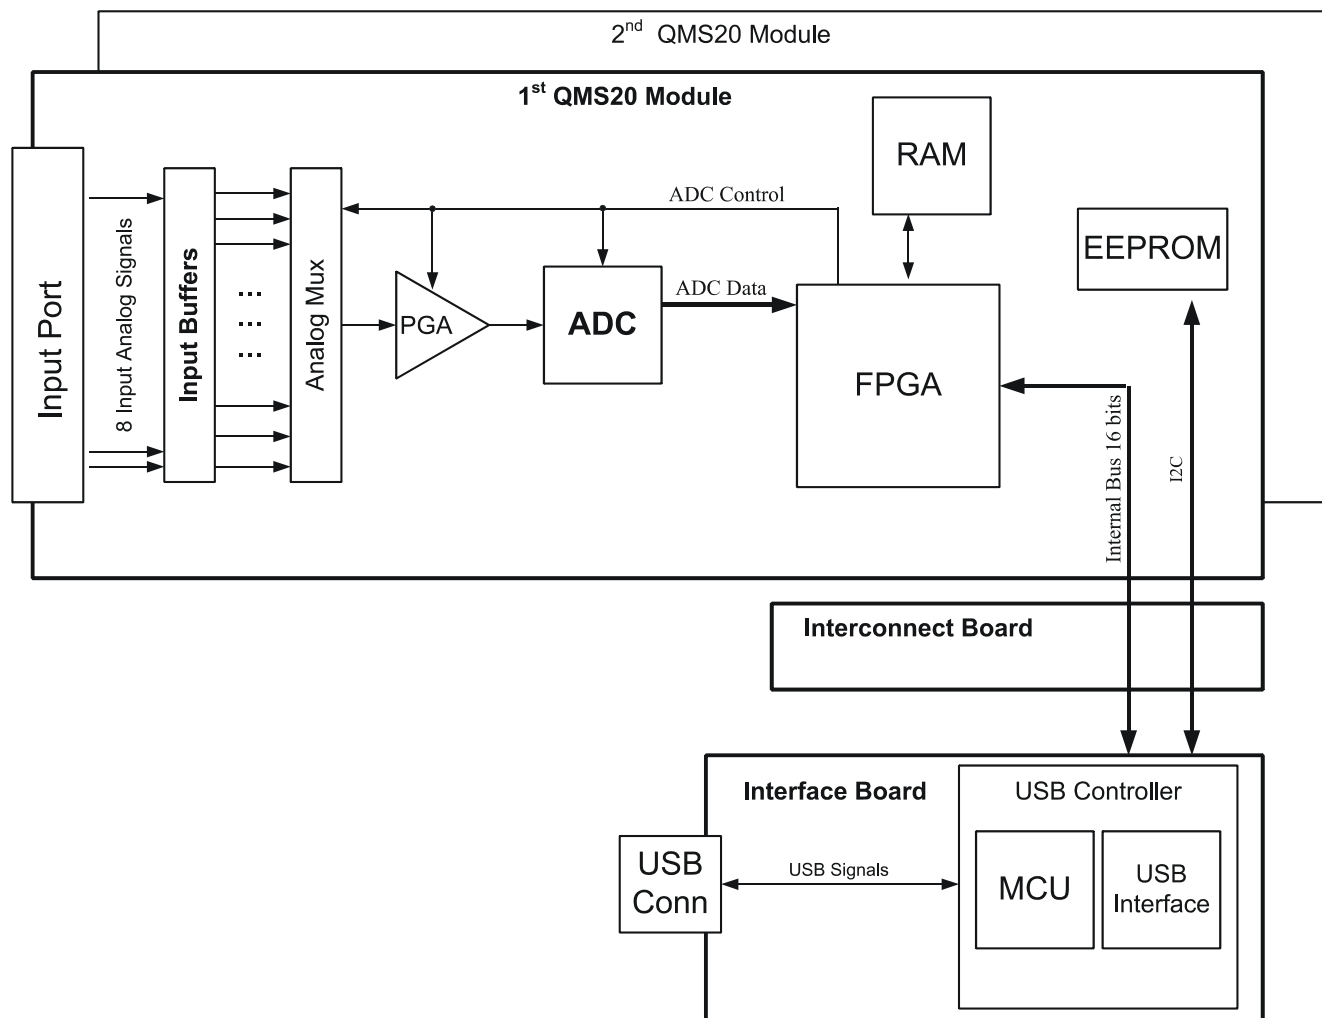 2nd QMS20 Module
1st QMS20 Module
RAM
ADC Control
EEPROM
Input Port
8 Input Analog Signals
Input Buffers
...
...
...
Analog Mux
PGA
ADC
ADC Data
FPGA
Internal Bus 16 bits
I2C
Interconnect Board
Interface Board
USB Controller
USB
Conn
USB Signals
MCU
USB
Interface